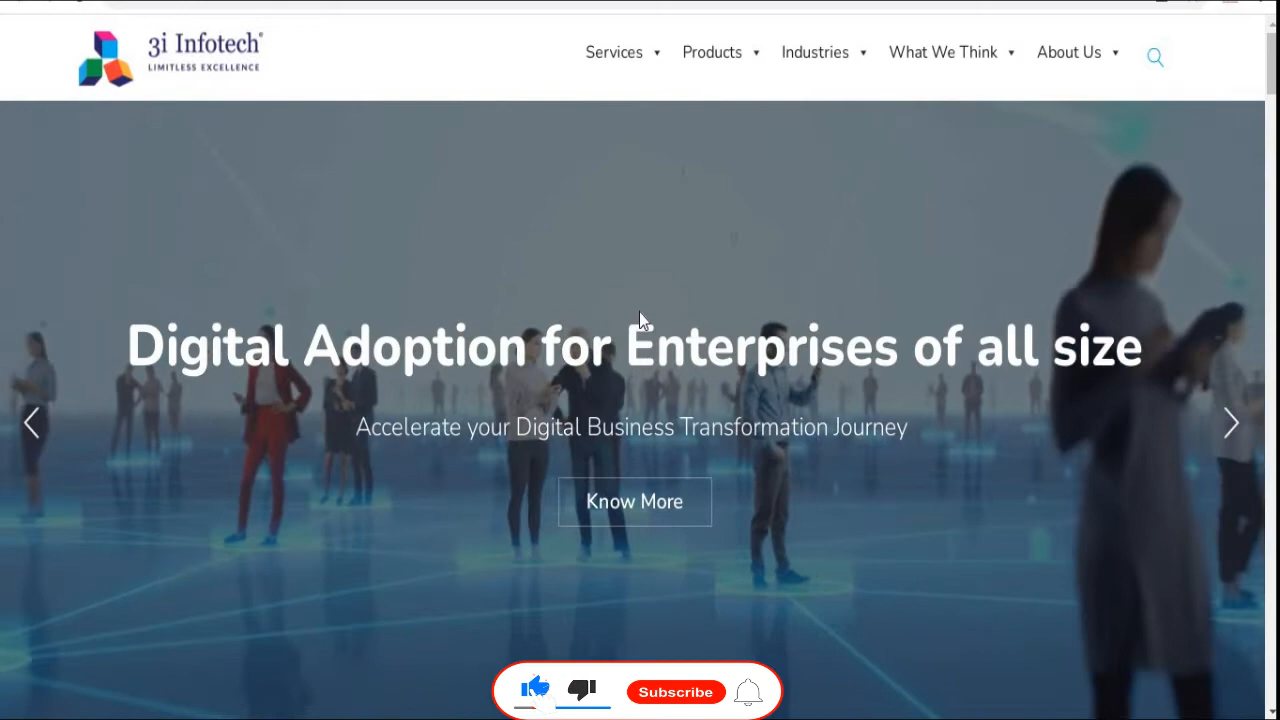 3i Infotech®
LIMITLESS EXCELLENCE
Services ▾ Products ▾ Industries ▾ What We Think ▾ About Us ▾
Digital Adoption for Enterprises of all size
Accelerate your Digital Business Transformation Journey
Know More
Subscribe